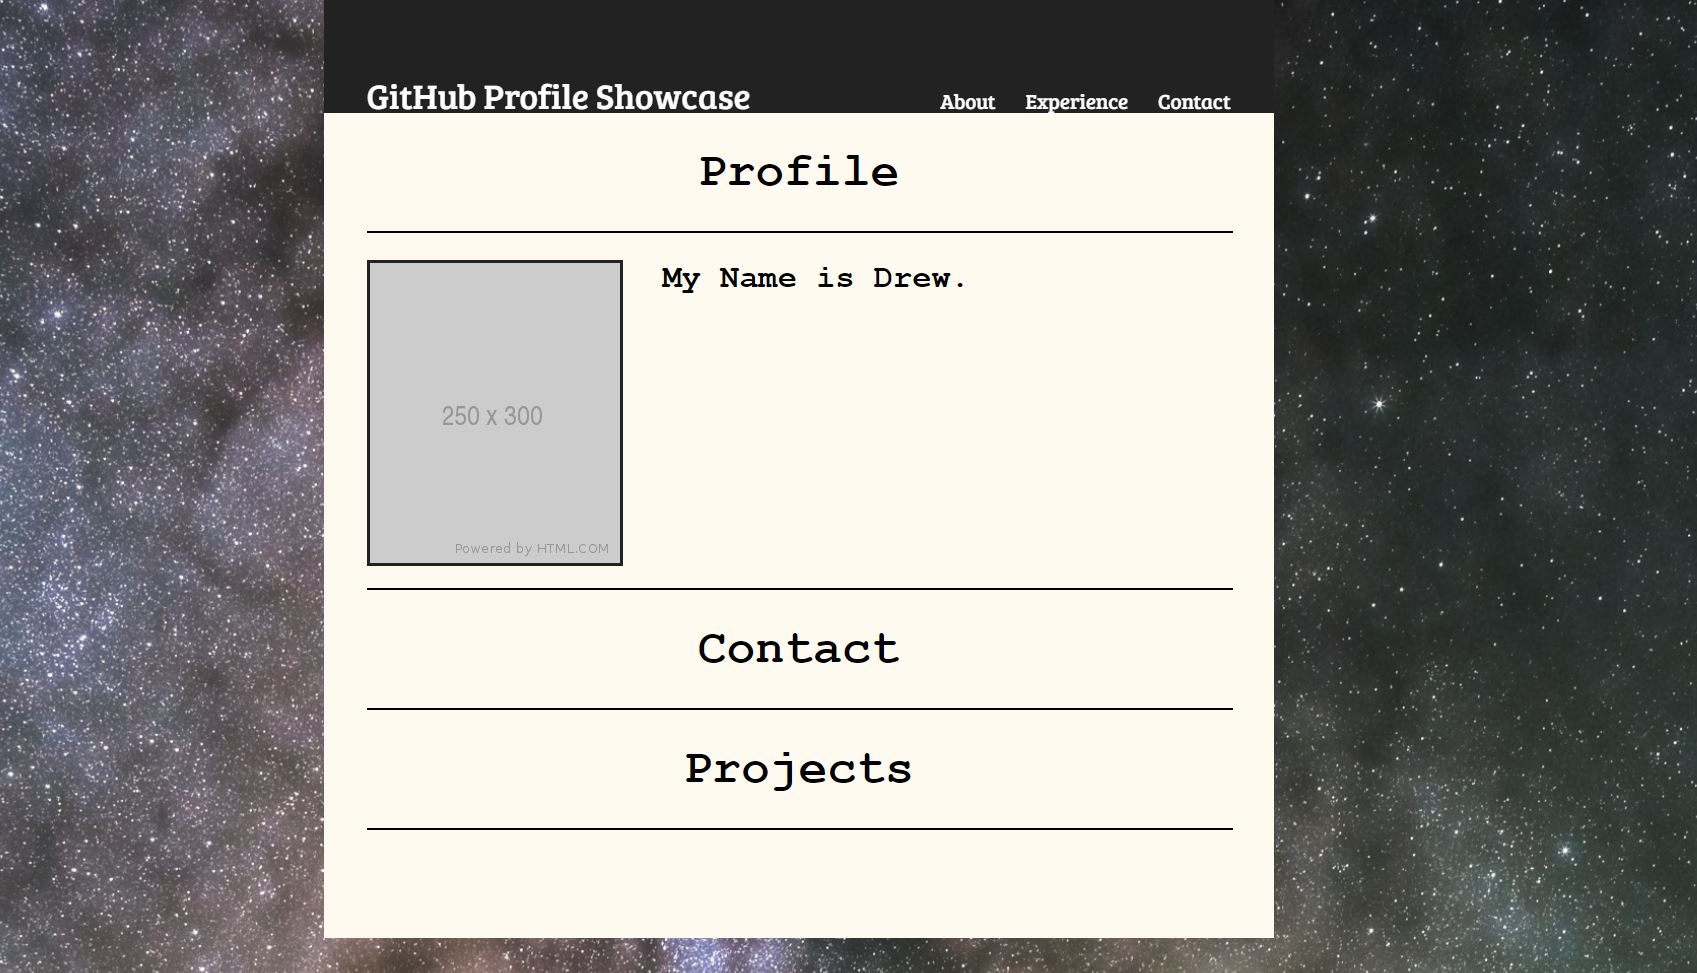 GitHub Profile Showcase
About Experience Contact
Profile
My Name is Drew.
250 x 300
Powered by HTML.COM
Contact
Projects